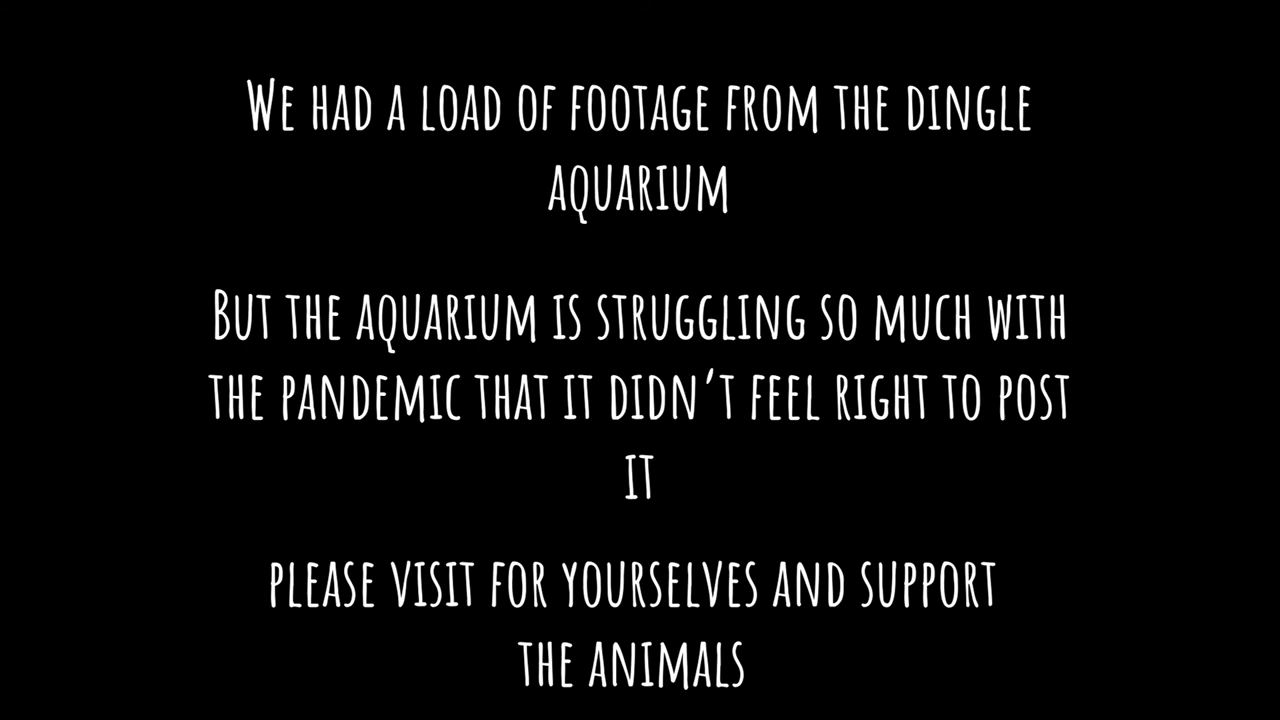 We had a load of footage from the dingle
aquarium
But the aquarium is struggling so much with
the pandemic that it didn't feel right to post
it
please visit for yourselves and support
the animals